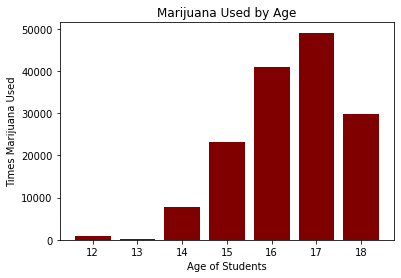 Marijuana Used by Age
50000
40000
30000
20000
10000
0
Times Marijuana Used
12 13 14 15 16 17 18
Age of Students